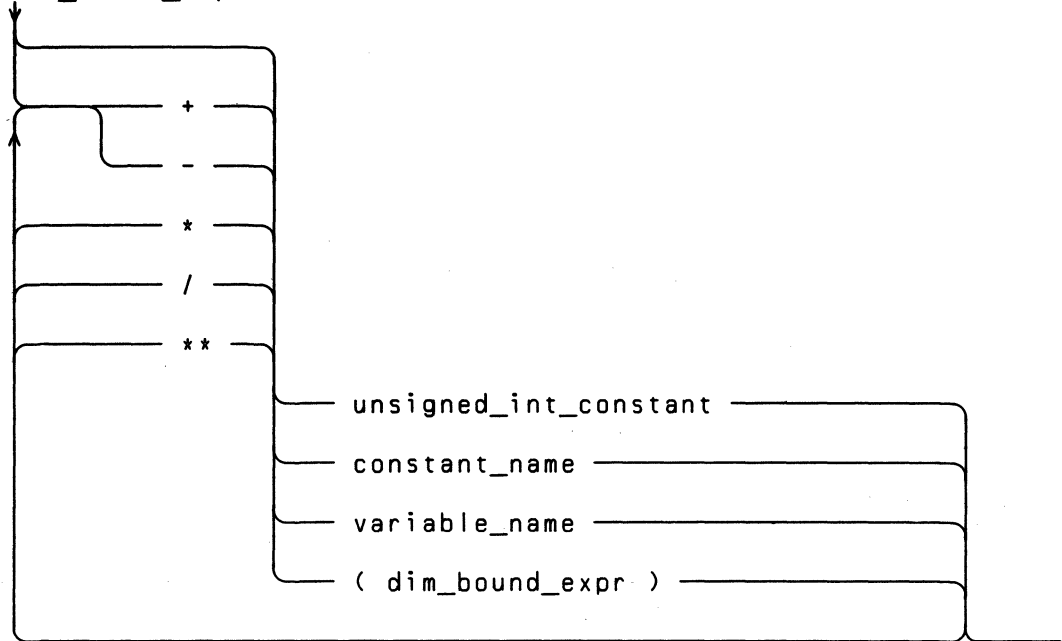 +
-
*
/
**
unsigned_int_constant
constant_name
variable_name
( dim_bound_expr )